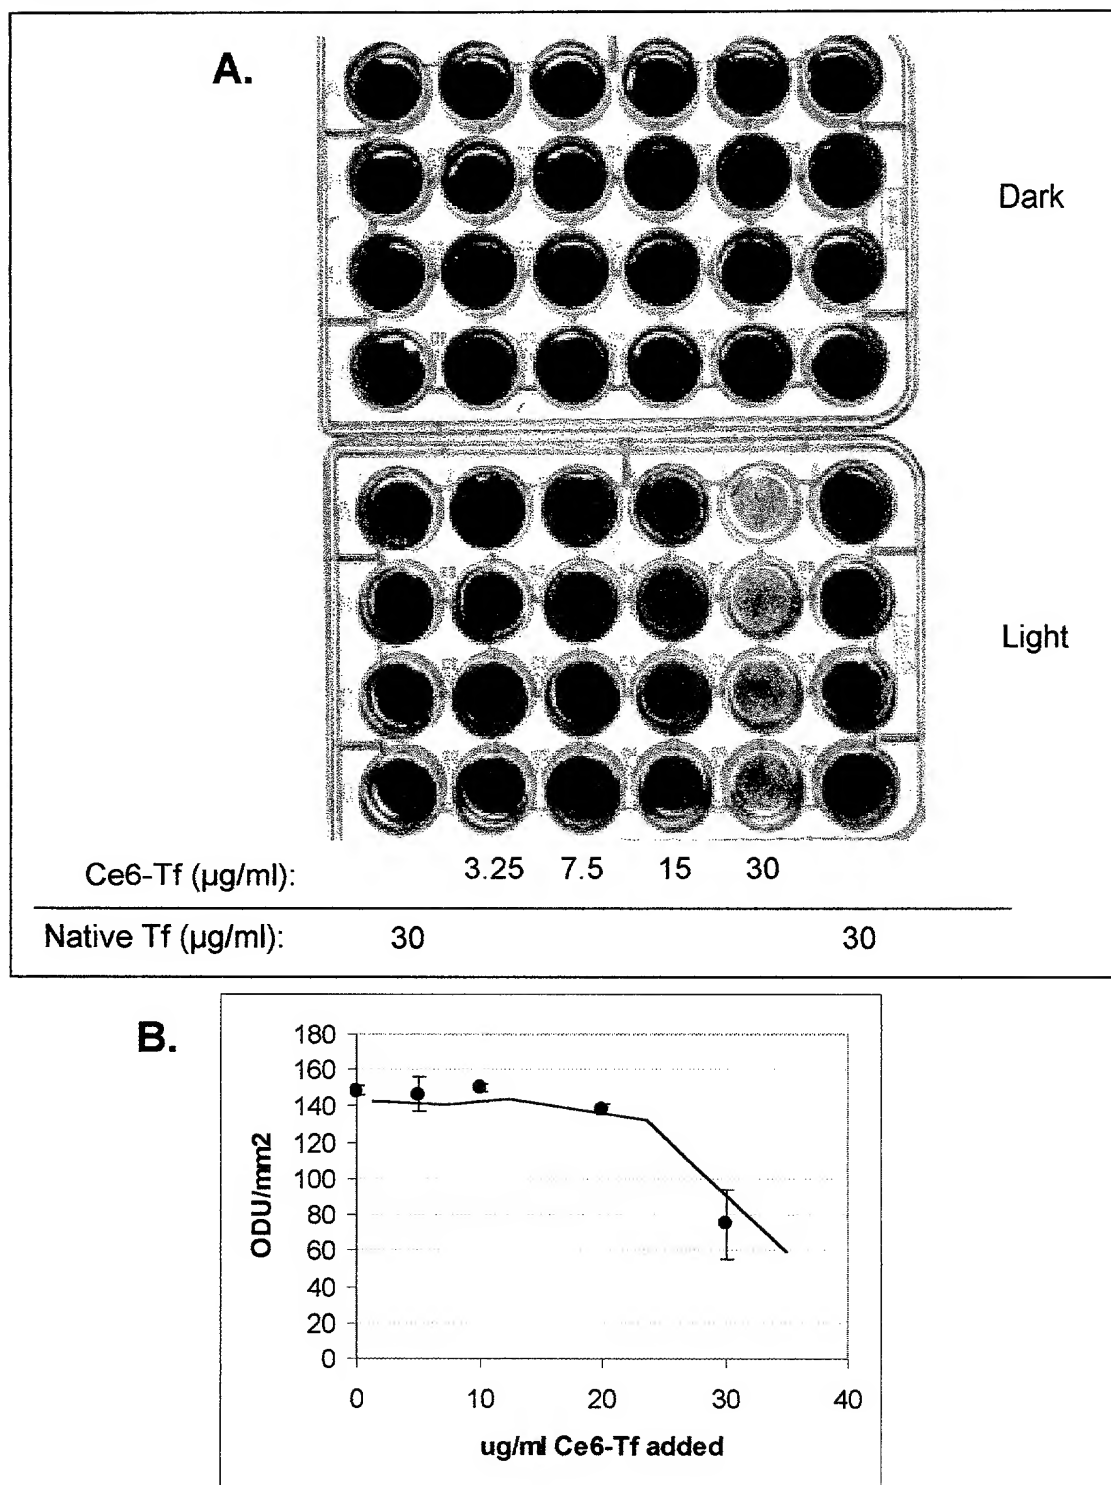 A.
Dark
Light
Ce6-Tf (µg/ml): 3.25 7.5 15 30
Native Tf (µg/ml): 30 30
B.
180
160
140
120
100
80
60
40
20
0
ODU/mm2
0 10 20 30 40
ug/ml Ce6-Tf added